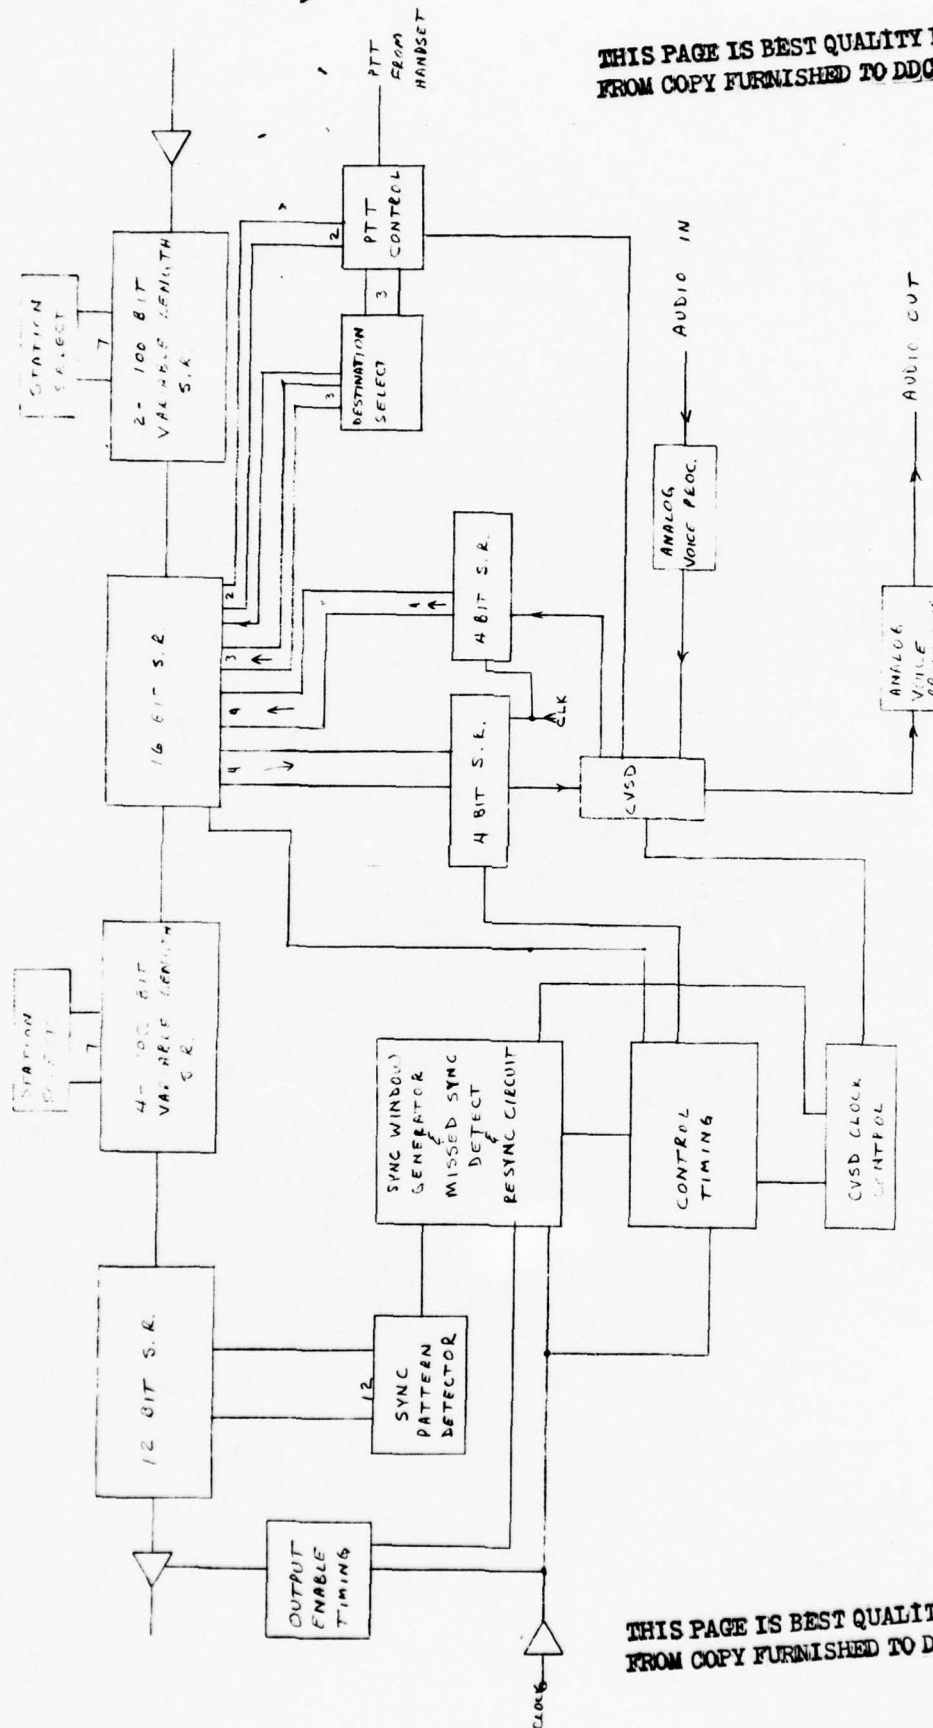 THIS PAGE IS BEST QUALITY
FROM COPY FURNISHED TO DDC
PTT
FROM
HANDSET
STATION
SELECT
7
2-100 BIT
VARIABLE LENGTH
S.R.
2
PTT
CONTROL
3
DESTINATION
SELECT
3
16 BIT S.R
2
3
4
4
4
4 BIT S.R.
4 BIT S.R.
CLK
CVSD
ANALOG
VOICE PROC.
AUDIO IN
ANALOG
VOICE
AUDIO OUT
STATION
7
4-100 BIT
VARIABLE LENGTH
S.R.
SYNC WINDOW
GENERATOR
&
MISSED SYNC
DETECT
&
RESYNC CIRCUIT
CONTROL
TIMING
CVSD CLOCK
CONTROL
12 BIT S.R.
12
SYNC
PATTERN
DETECTOR
OUTPUT
ENABLE
TIMING
CLOCK
THIS PAGE IS BEST
FROM COPY FURNISHED TO